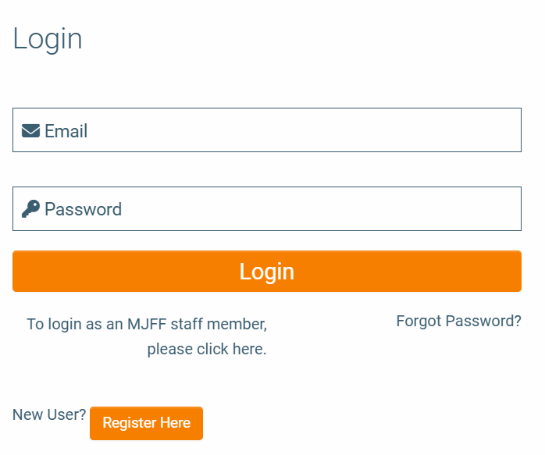 Login
Email
Password
Login
To login as an MJFF staff member,
please click here.
Forgot Password?
New User?
Register Here